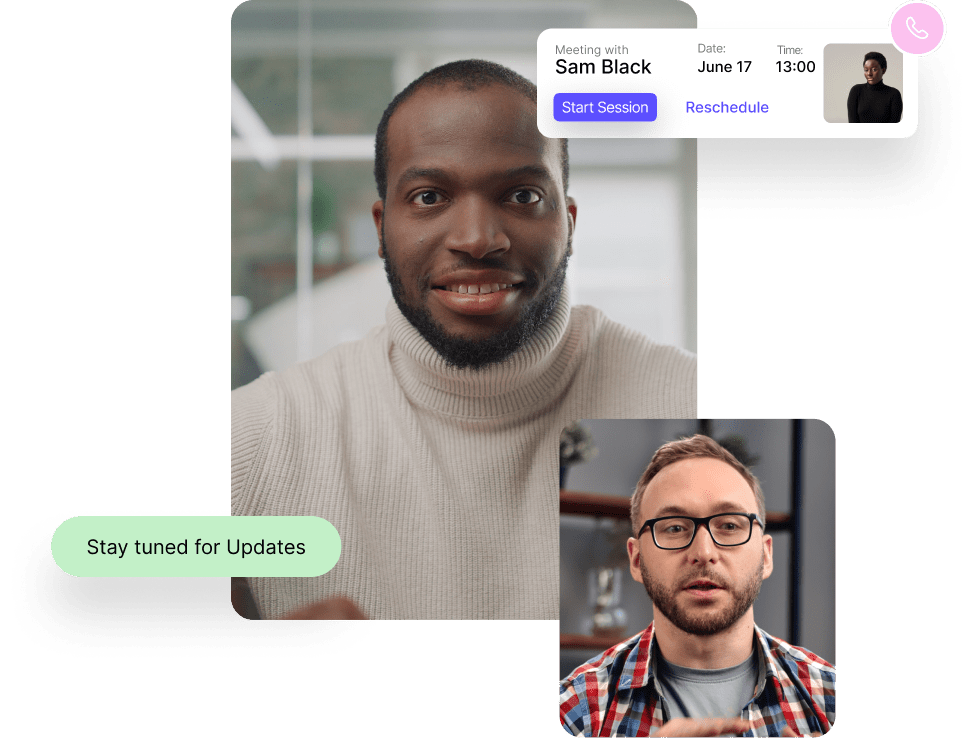 Meeting with
Sam Black
Date:
June 17
Time:
13:00
Start Session
Reschedule
Stay tuned for Updates